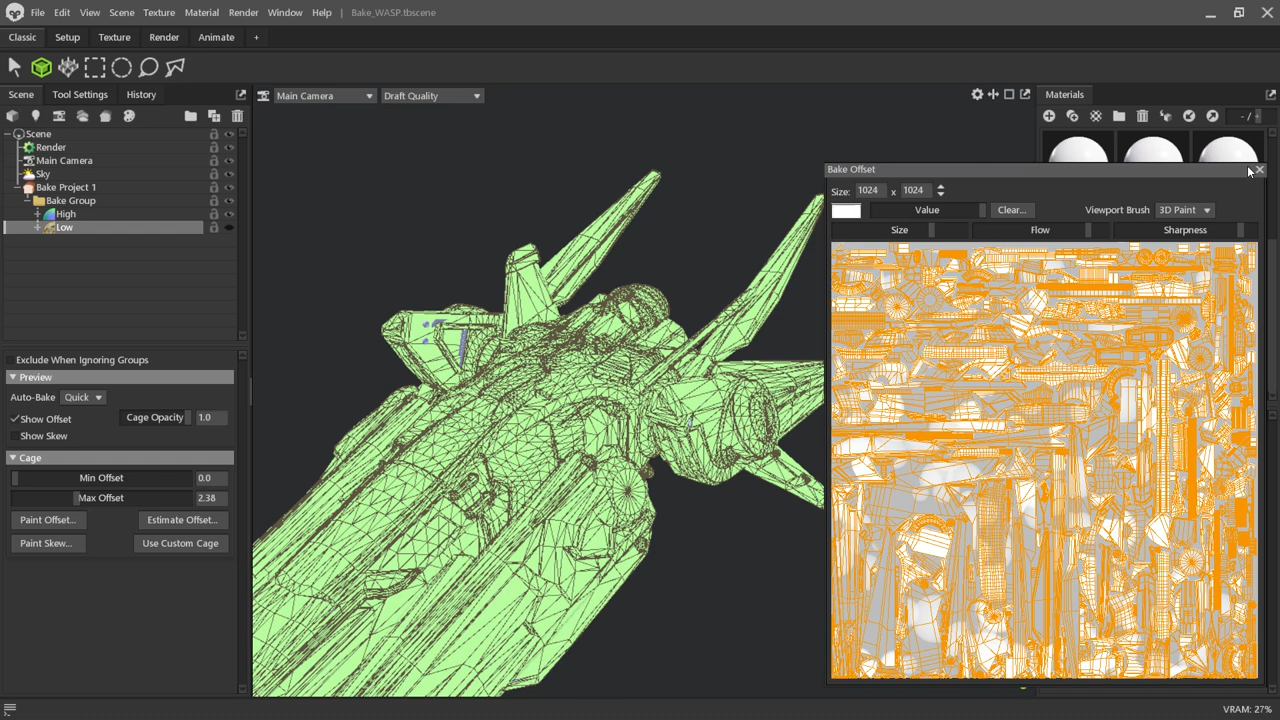 File Edit View Scene Texture Material Render Window Help Bake_WASP.tbscene
Classic Setup Texture Render Animate +
Scene Tool Settings History
Main Camera Draft Quality
Materials
- /
Scene
Render
Main Camera
Sky
Bake Project 1
Bake Group
High
Low
Bake Offset
Size: 1024 x 1024
Value Clear... Viewport Brush 3D Paint
Size Flow Sharpness
Exclude When Ignoring Groups
Preview
Auto-Bake Quick
Show Offset Cage Opacity 1.0
Show Skew
Cage
Min Offset 0.0
Max Offset 2.38
Paint Offset... Estimate Offset...
Paint Skew... Use Custom Cage
VRAM: 27%